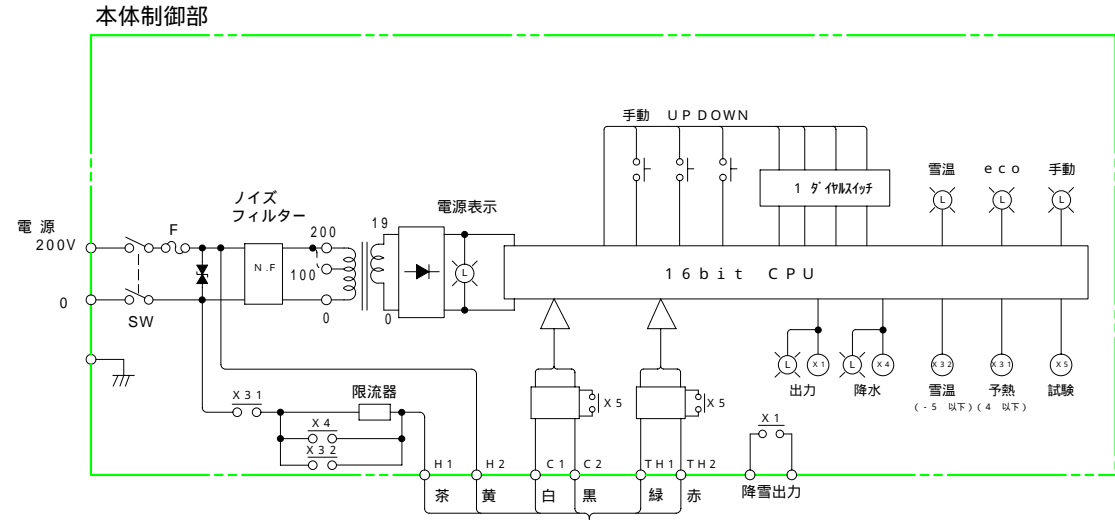 本体制御部
手動 UP DOWN
雪温 eco 手動
L L L
1 ダイヤルスイッチ
ノイズ
フィルター
電源表示
電源
200V
F
200
19
N.F
100
L
16bit CPU
0
SW
0
0
L X1 L X4 X32 X31 X5
出力 降水 雪温 予熱 試験
(-5 以下) (4 以下)
X31
限流器
X4
X32
X5
X5
X1
H1 H2 C1 C2 TH1 TH2
茶 黄 白 黒 緑 赤
降雪出力